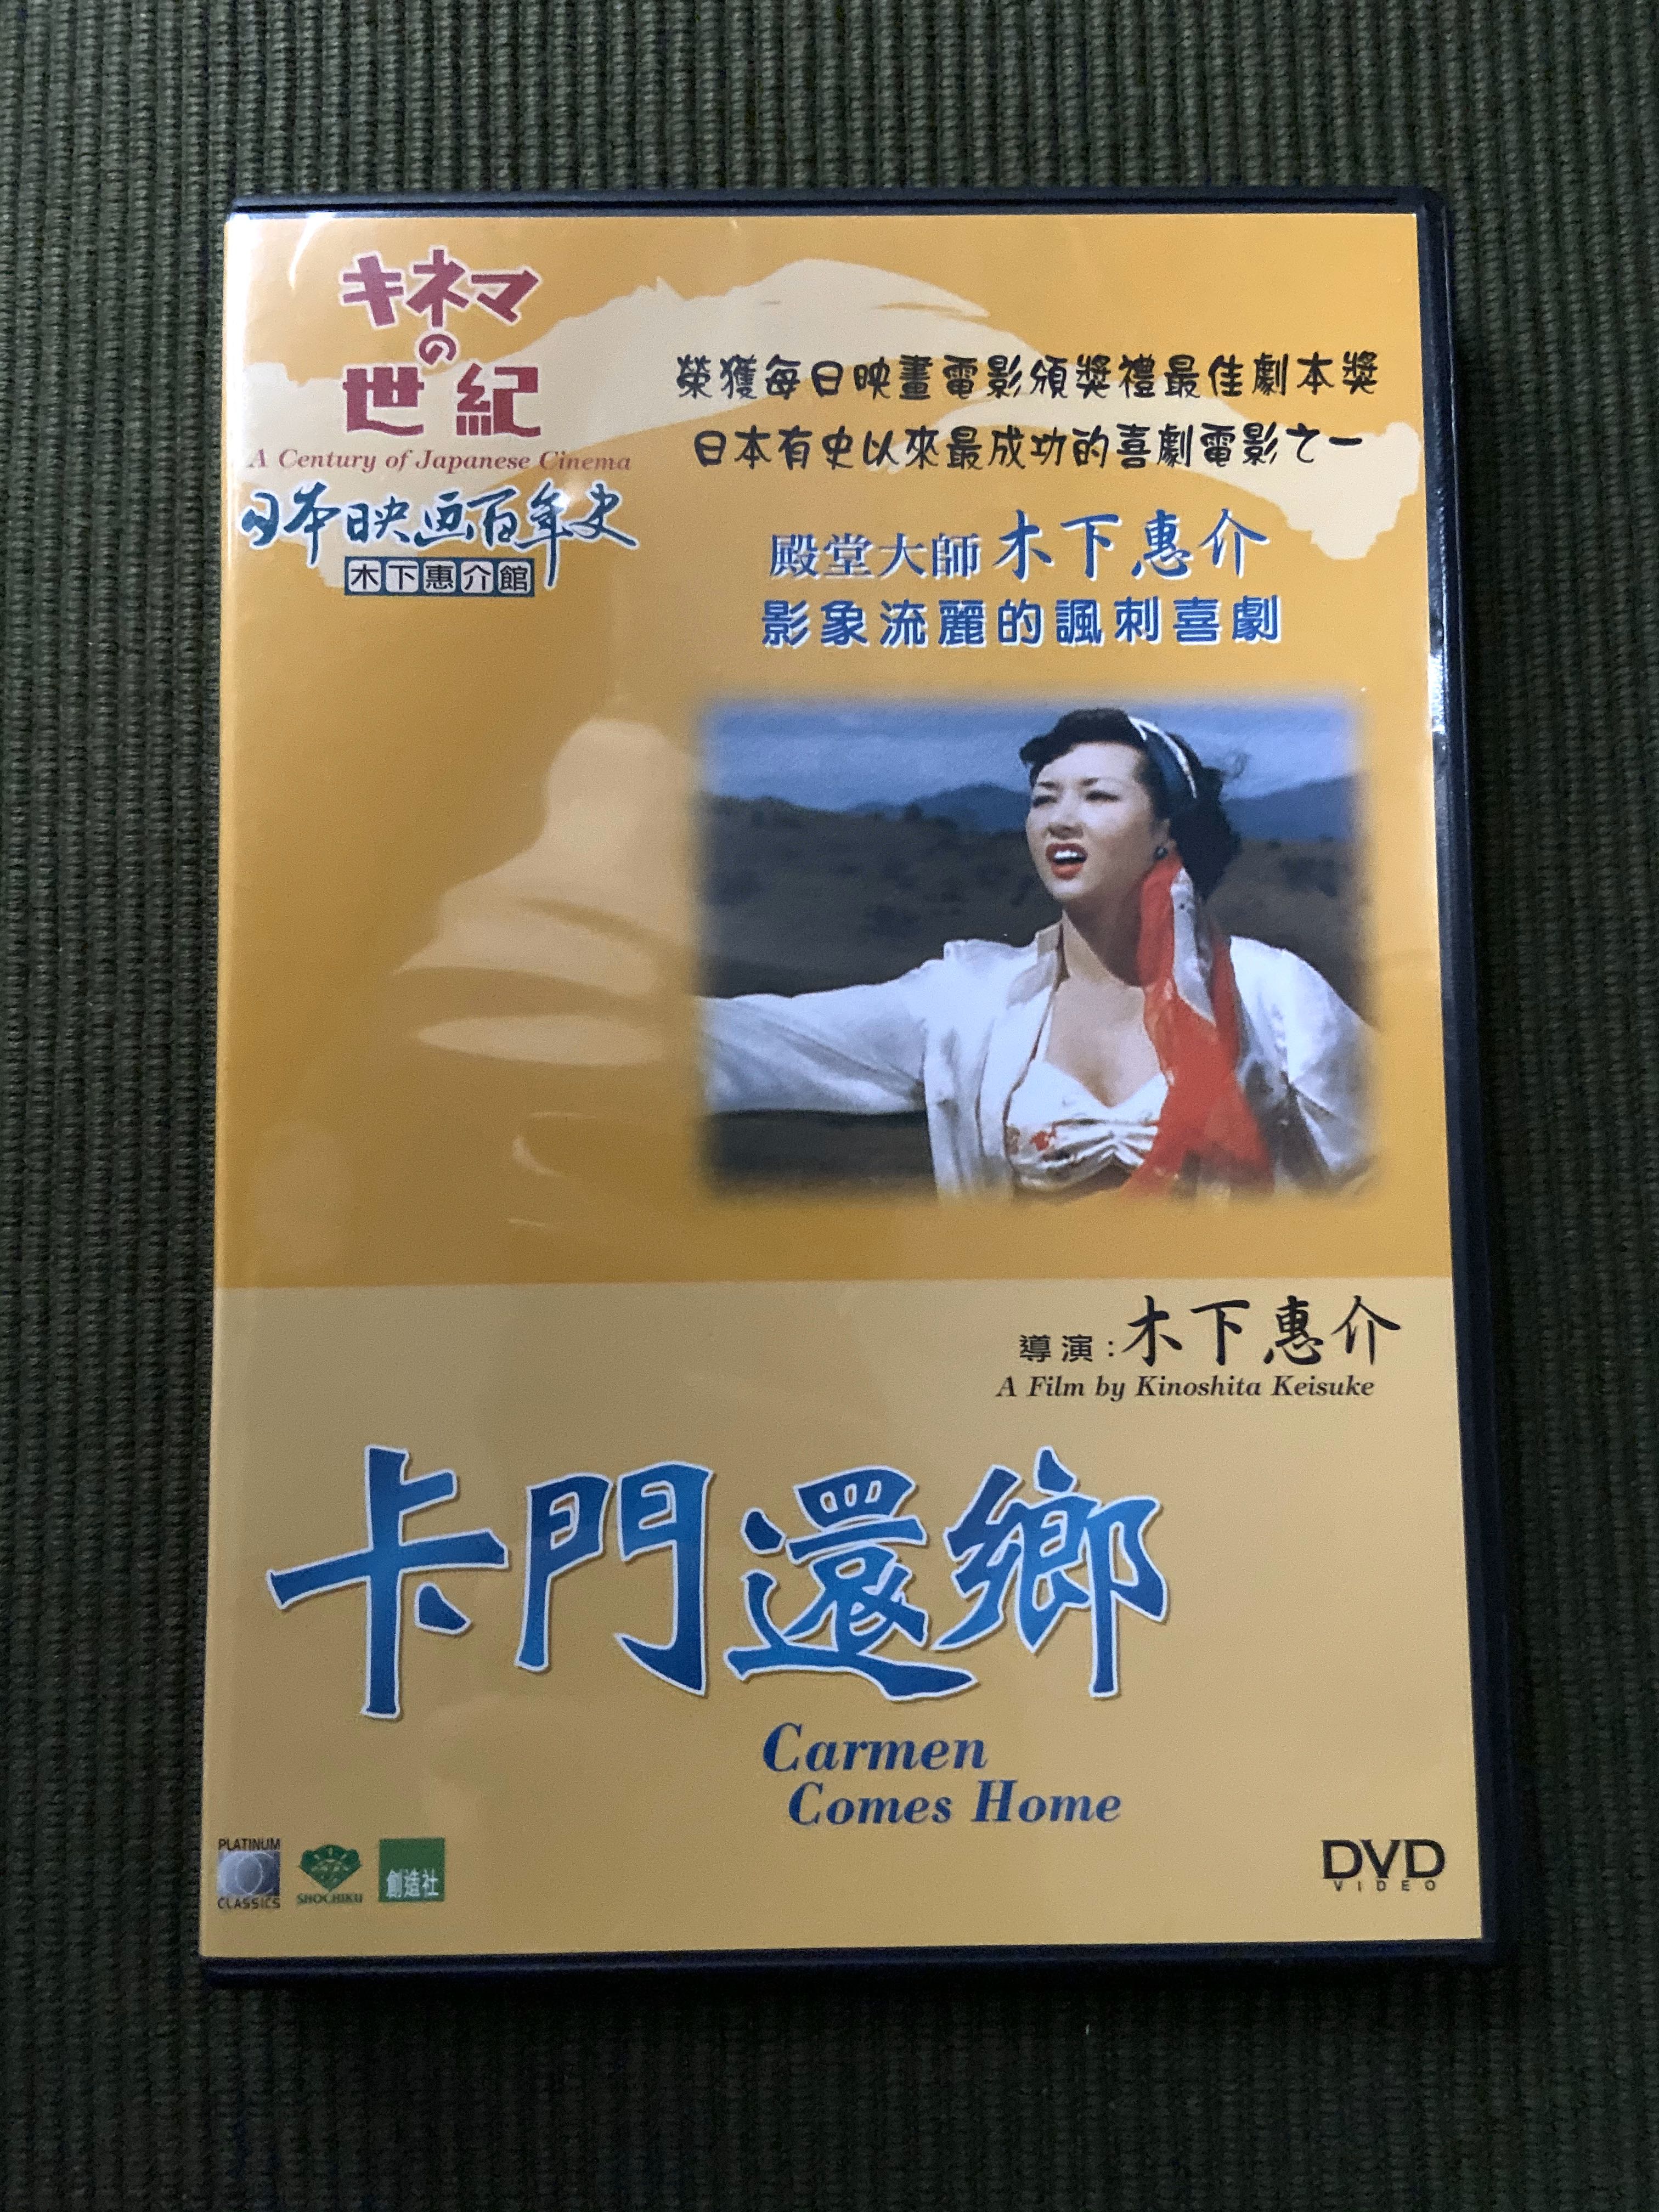 キネマ
の
世紀
A Century of Japanese Cinema
日本映画百年史
木下惠介館
榮獲每日映畫電影頒獎禮最佳劇本獎
日本有史以來最成功的喜劇電影之一
殿堂大師木下惠介
影象流麗的諷刺喜劇
導演:木下惠介
A Film by Kinoshita Keisuke
卡門還鄉
Carmen
Comes Home
PLATINUM
CLASSICS
SHOCHIKU
創造社
DVD
VIDEO